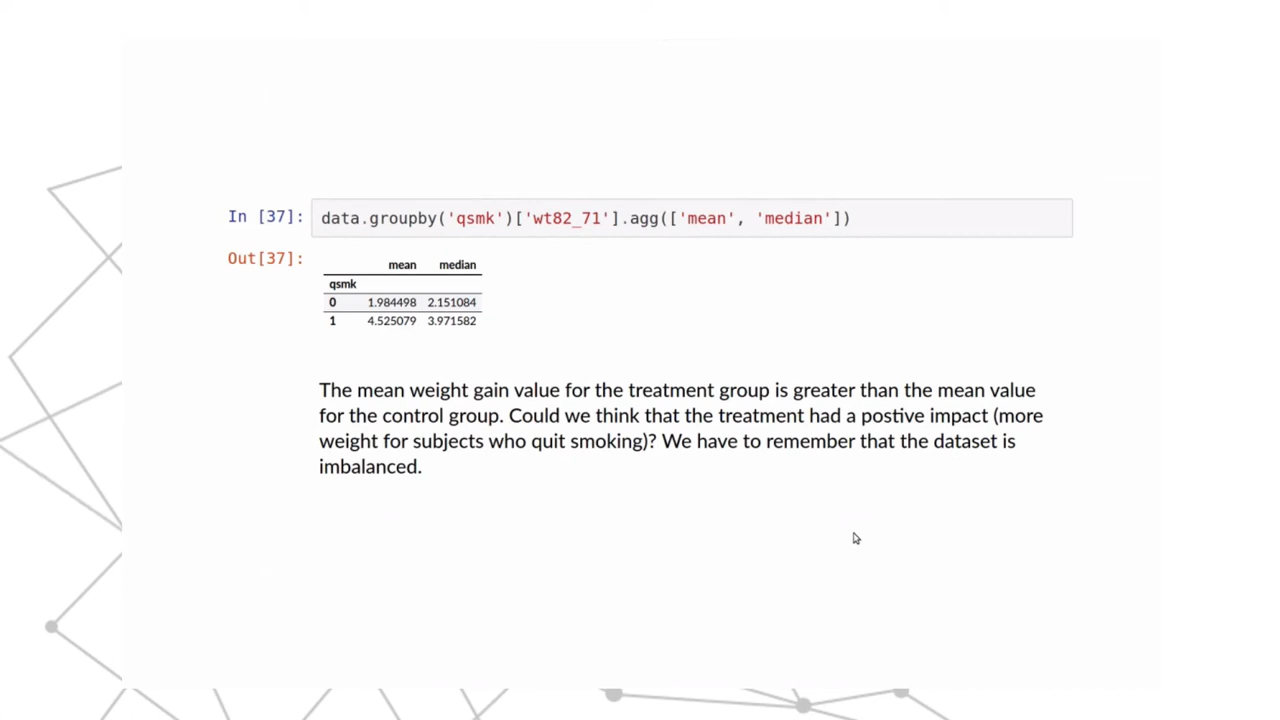 In [37]: data.groupby('qsmk')['wt82_71'].agg(['mean', 'median'])
Out[37]:
mean median
qsmk
0 1.984498 2.151084
1 4.525079 3.971582
The mean weight gain value for the treatment group is greater than the mean value
for the control group. Could we think that the treatment had a postive impact (more
weight for subjects who quit smoking)? We have to remember that the dataset is
imbalanced.